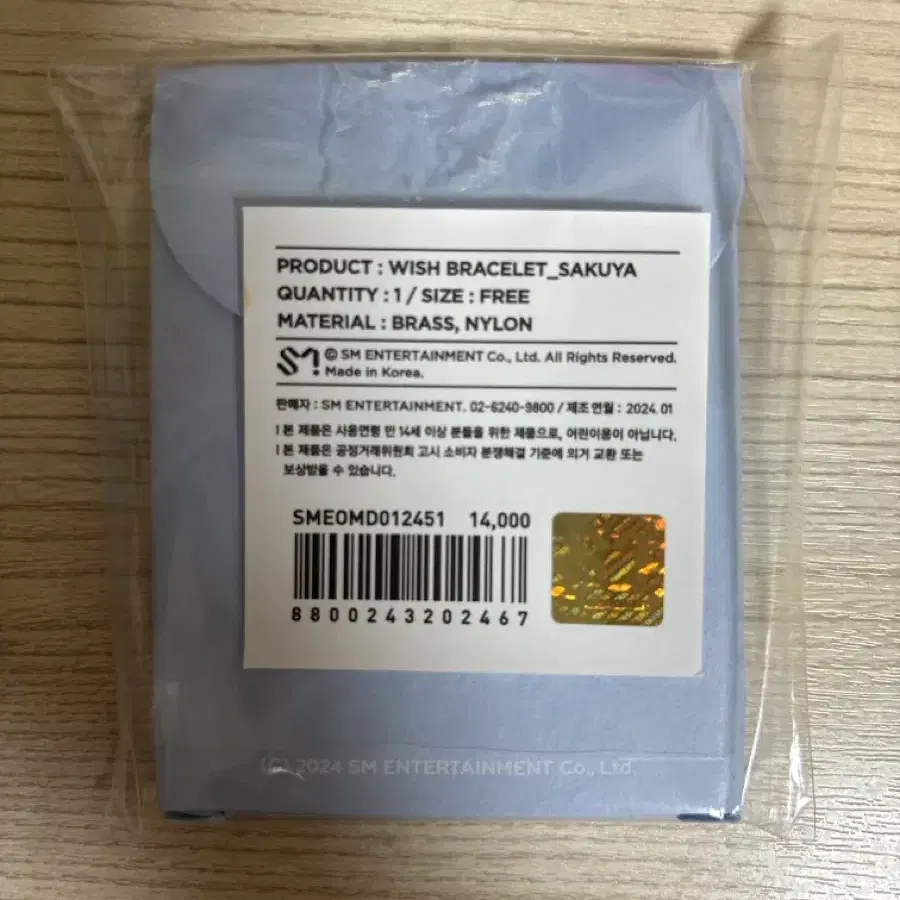 PRODUCT : WISH BRACELET_SAKUYA
QUANTITY : 1 / SIZE : FREE
MATERIAL : BRASS, NYLON
SM! © SM ENTERTAINMENT Co., Ltd. All Rights Reserved.
Made in Korea.
판매자 : SM ENTERTAINMENT. 02-6240-9800 / 제조 연월 : 2024. 01
| 본 제품은 사용연령 만 14세 이상 분들을 위한 제품으로, 어린이용이 아닙니다.
| 본 제품은 공정거래위원회 고시 소비자 분쟁해결 기준에 의거 교환 또는
보상받을 수 있습니다.
SMEOMD012451 14,000
8800243202467
(C) 2024 SM ENTERTAINMENT Co., Ltd